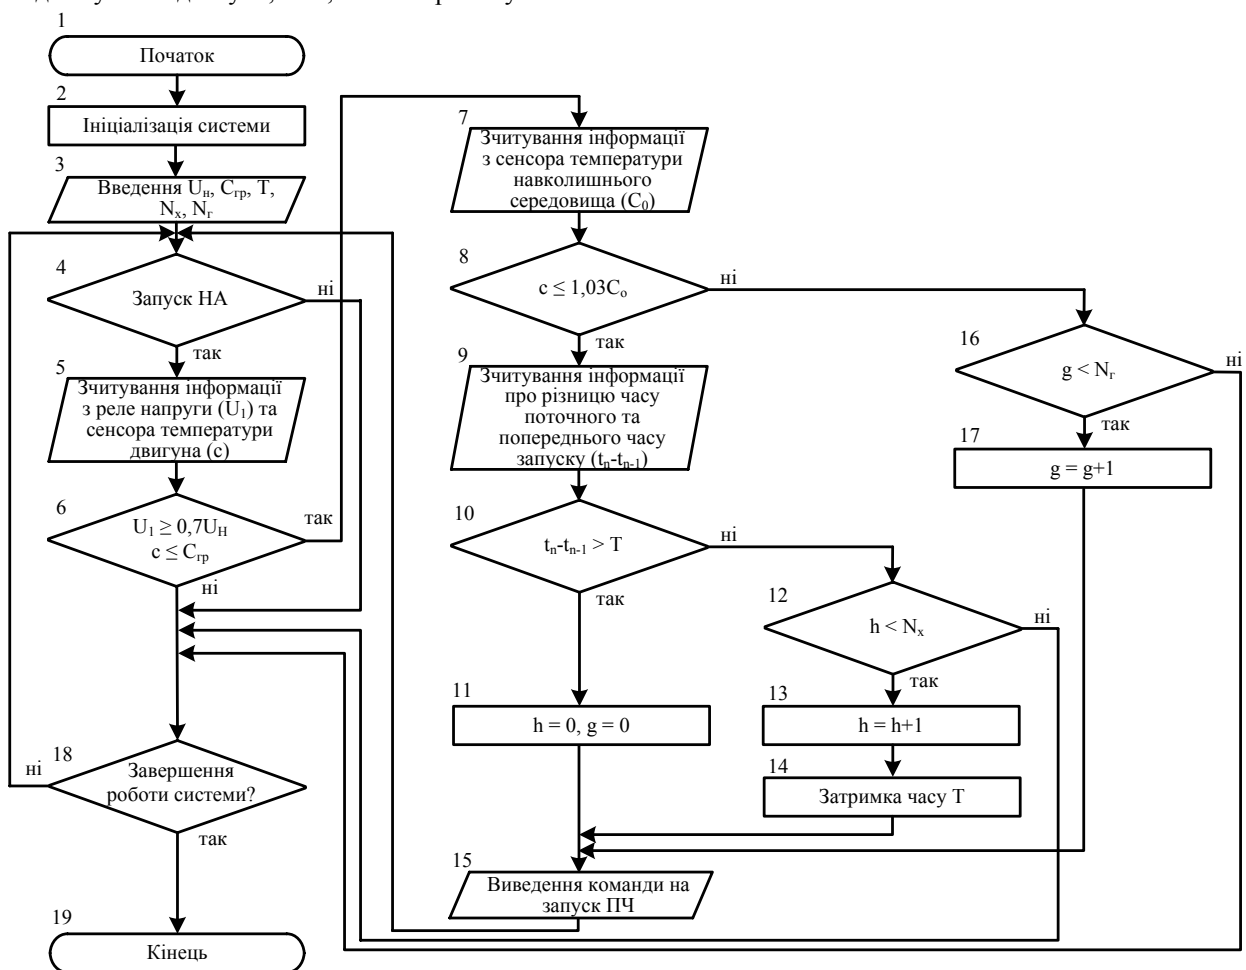 1
Початок
2
Ініціалізація системи
3
Введення Uн, Cгр, T,
Nх, Nг
4
Запуск НА
ні
так
5
Зчитування інформації
з реле напруги (U1) та
сенсора температури
двигуна (c)
6
U1 ≥ 0,7UН
c ≤ Cгр
так
ні
7
Зчитування інформації
з сенсора температури
навколишнього
середовища (C0)
8
c ≤ 1,03Co
ні
так
9
Зчитування інформації
про різницю часу
поточного та
попереднього часу
запуску (tn-tn-1)
10
tn-tn-1 > T
ні
так
11
h = 0, g = 0
12
h < Nх
ні
так
13
h = h+1
14
Затримка часу T
15
Виведення команди на
запуск ПЧ
16
g < Nг
ні
так
17
g = g+1
18
Завершення
роботи системи?
ні
так
19
Кінець